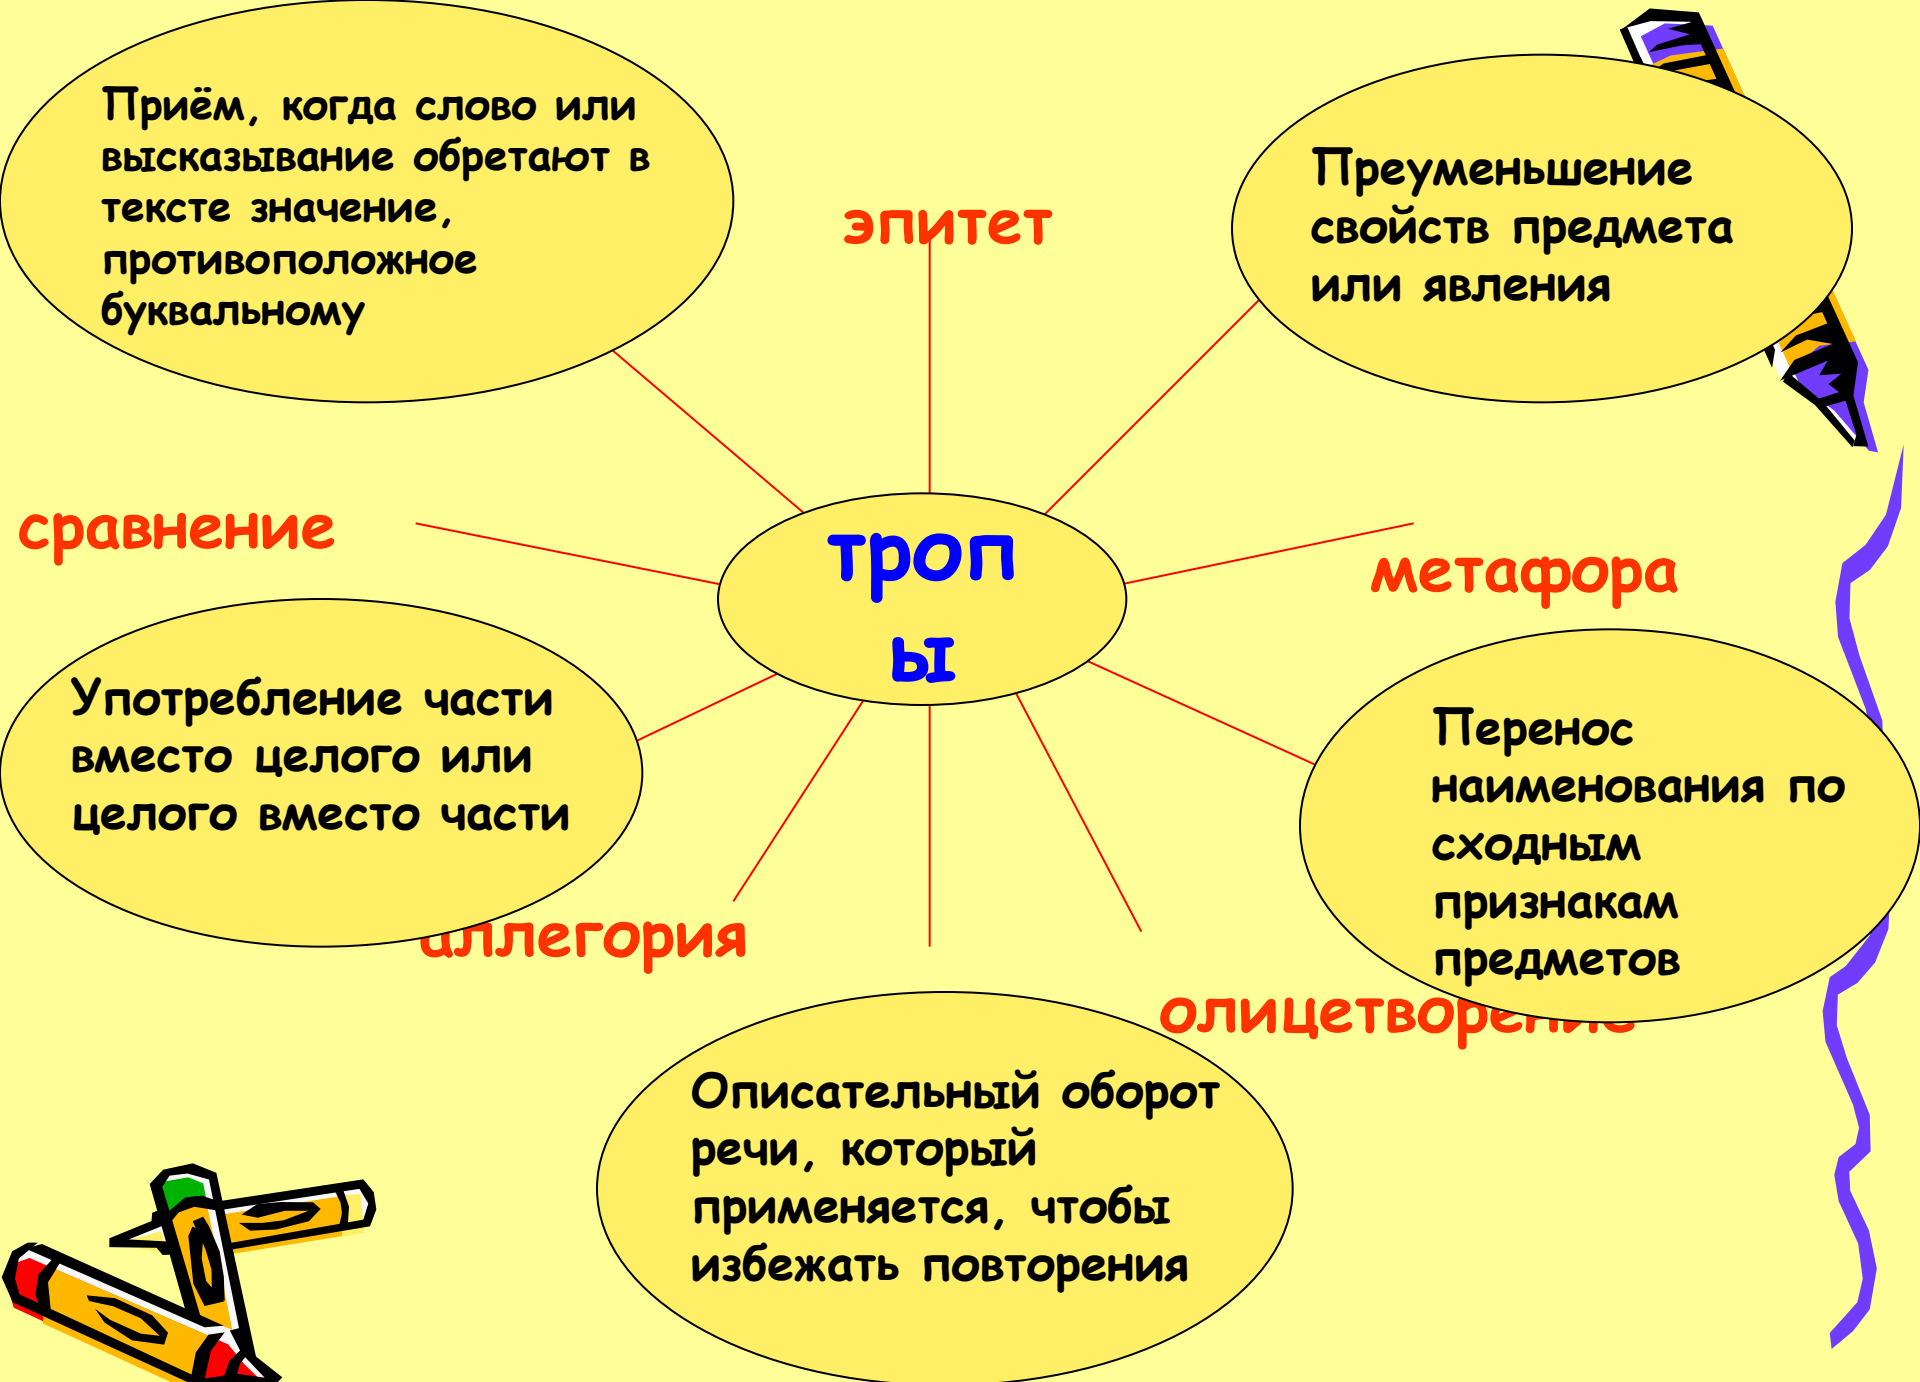 Приём, когда слово или
высказывание обретают в
тексте значение,
противоположное
буквальному
эпитет
Преуменьшение
свойств предмета
или явления
сравнение
троп
ы
метафора
Употребление части
вместо целого или
целого вместо части
Перенос
наименования по
сходным
признакам
предметов
аллегория
олицетворение
Описательный оборот
речи, который
применяется, чтобы
избежать повторения